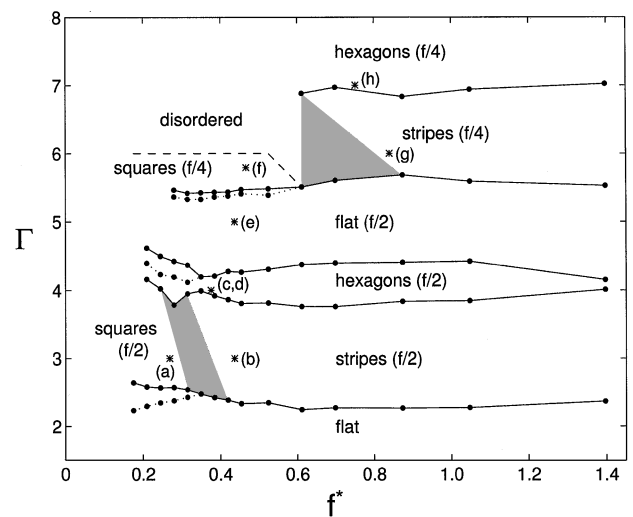 8
hexagons (f/4)
7
(h)
disordered
stripes (f/4)
(g)
6
squares (f/4)
(f)
5
(e)
flat (f/2)
Γ
hexagons (f/2)
4
(c,d)
squares
(f/2)
3
(a)
(b)
stripes (f/2)
2
flat
0
0.2
0.4
0.6
0.8
1.0
1.2
1.4
f*